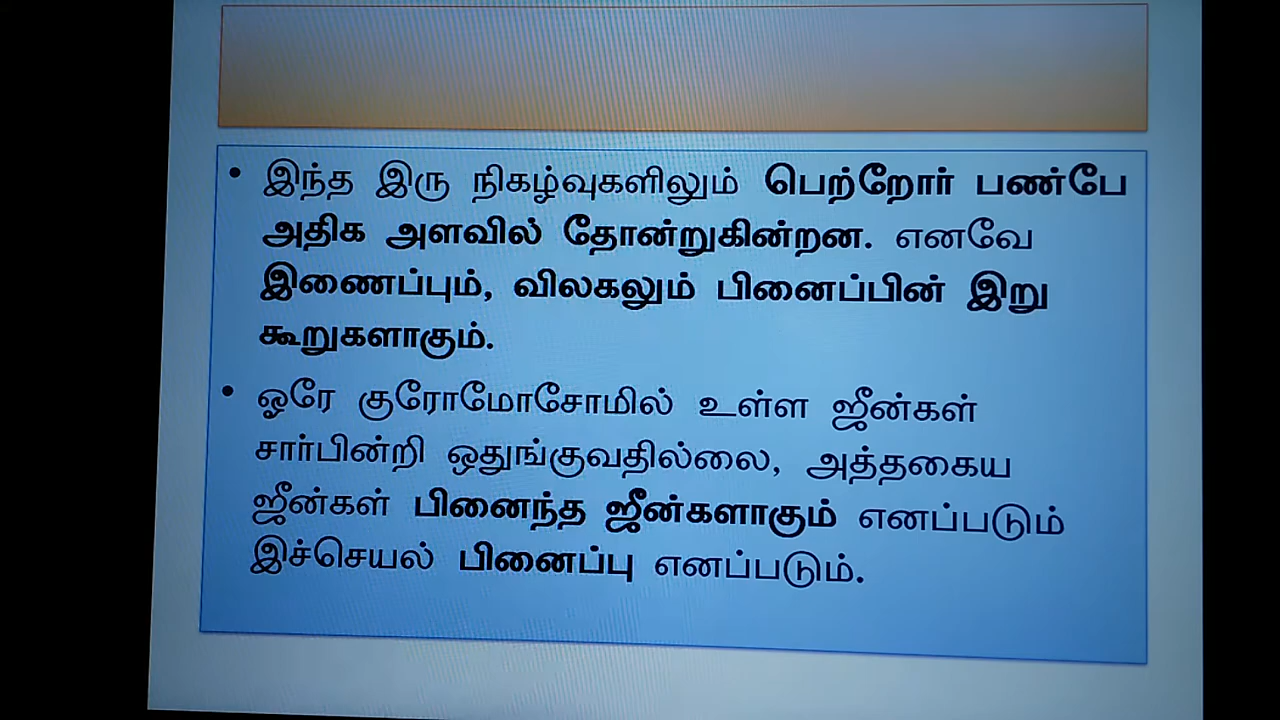 • இந்த இரு நிகழ்வுகளிலும் பெற்றோர் பண்பே
அதிக அளவில் தோன்றுகின்றன. எனவே
இணைப்பும், விலகலும் பினைப்பின் இறு
கூறுகளாகும்.
• ஓரே குரோமோசோமில் உள்ள ஜீன்கள்
சார்பின்றி ஒதுங்குவதில்லை, அத்தகைய
ஜீன்கள் பினைந்த ஜீன்களாகும் எனப்படும்
இச்செயல் பினைப்பு எனப்படும்.